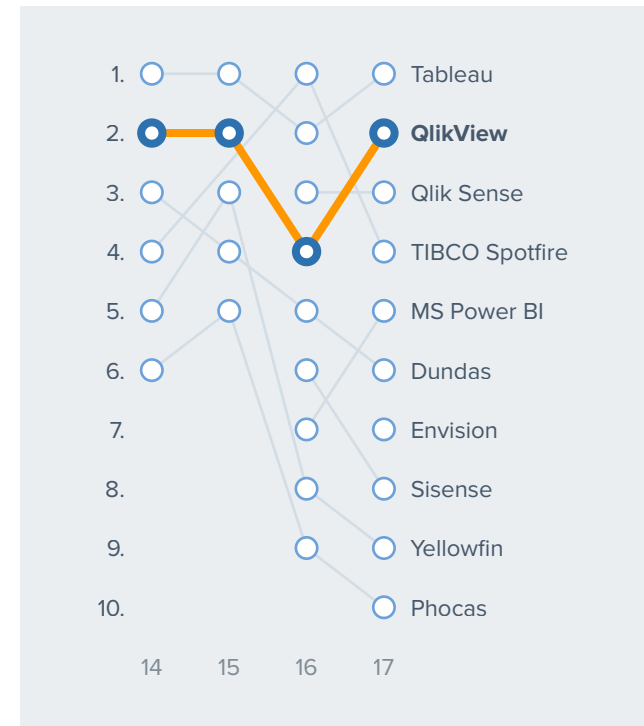 1. Tableau
2. QlikView
3. Qlik Sense
4. TIBCO Spotfire
5. MS Power BI
6. Dundas
7. Envision
8. Sisense
9. Yellowfin
10. Phocas
14 15 16 17